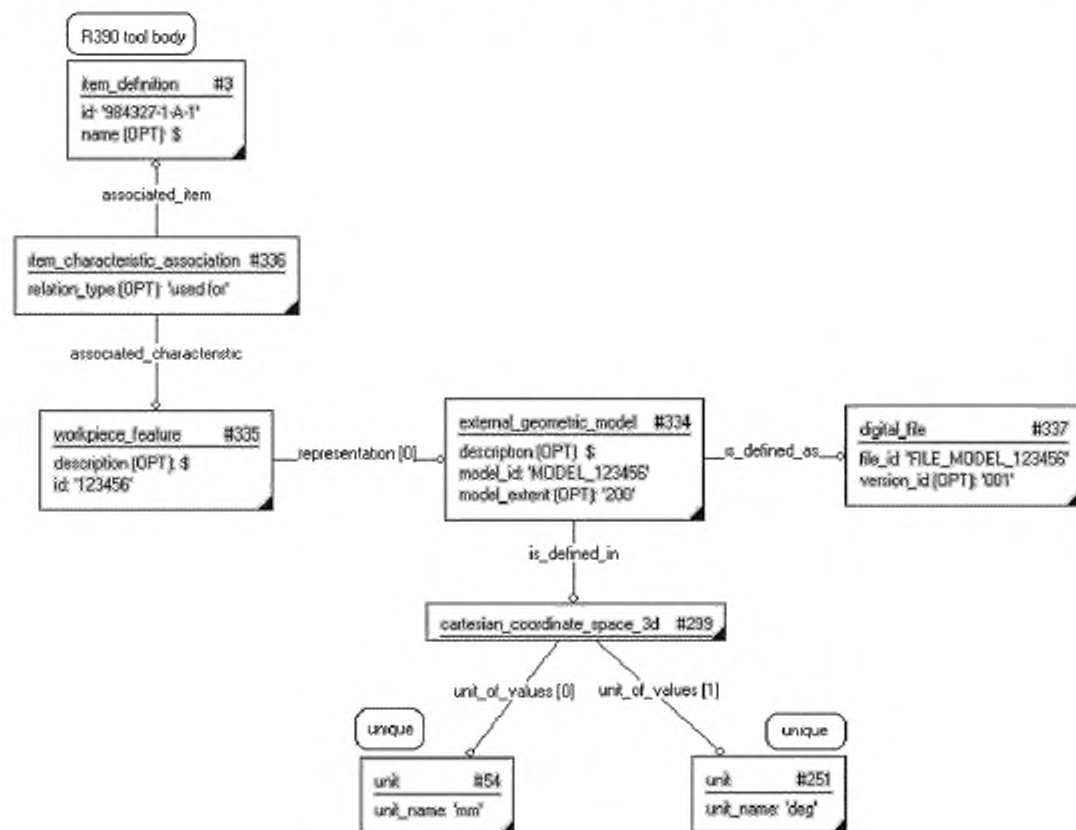 R390 tool body
item_definition #3
id: '984327-1-A-1'
name (OPT): $
associated_item
item_characteristic_association #336
relation_type (OPT): 'used for'
associated_characteristic
workpiece_feature #335
description (OPT): $
id: '123456'
representation [0]
external_geometric_model #334
description (OPT): $
model_id: 'MODEL_123456'
model_extent (OPT): '200'
is_defined_as
digital_file #337
file_id: 'FILE_MODEL_123456'
version_id (OPT): '001'
is_defined_in
cartesian_coordinate_space_3d #299
unit_of_values [0] unit_of_values [1]
unique
unit #54
unit_name: 'mm'
unique
unit #251
unit_name: 'deg'